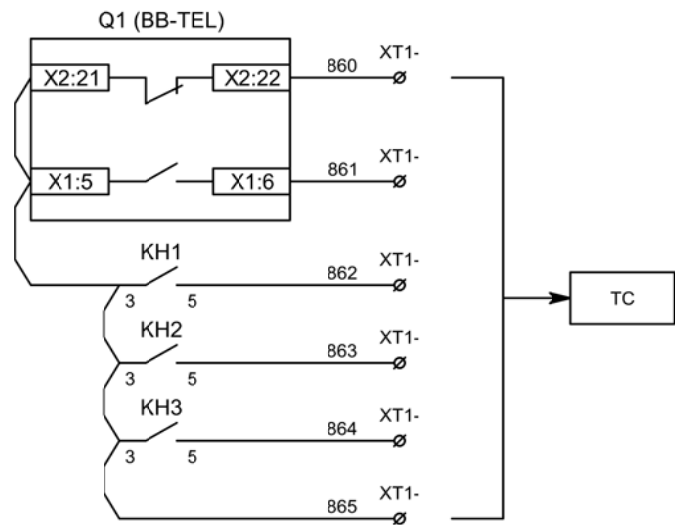 Q1 (BB-TEL)
X2:21 X2:22 860 XT1-
X1:5 X1:6 861 XT1-
KH1 862 XT1-
3 5
KH2 863 XT1-
3 5
KH3 864 XT1-
3 5
865 XT1-
ТС